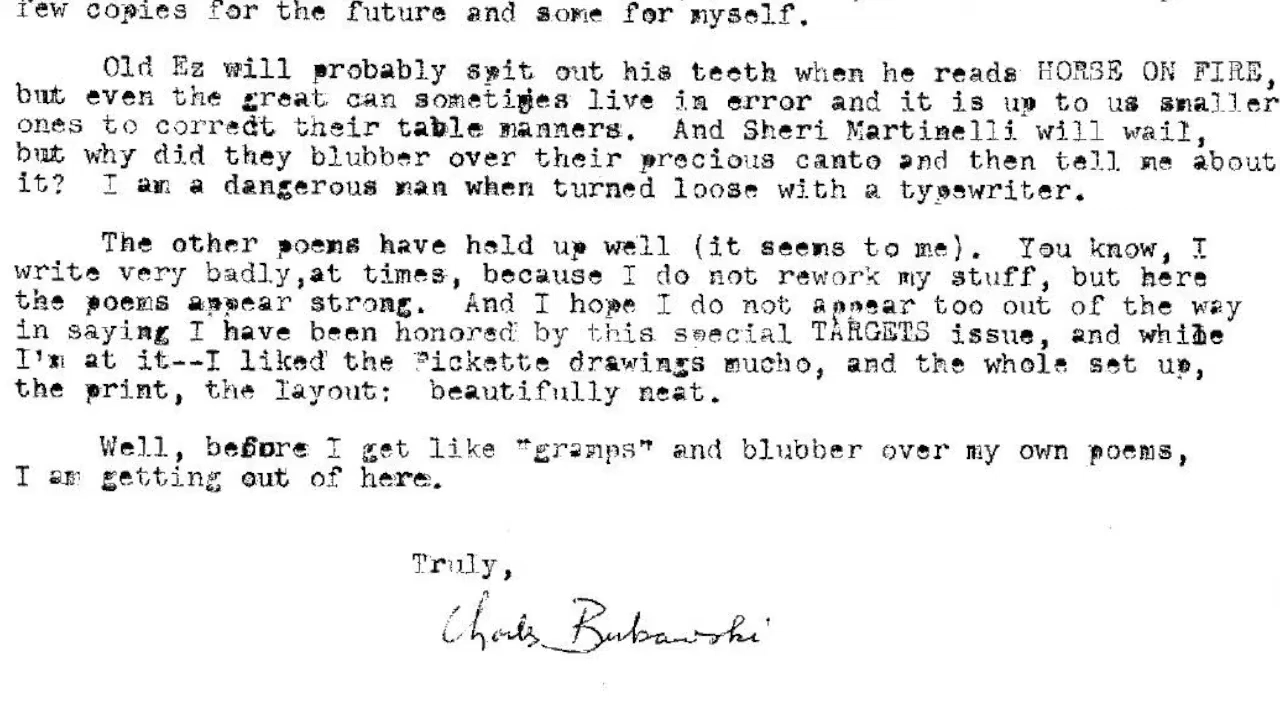 few copies for the future and some for myself.
Old Ez will probably spit out his teeth when he reads HORSE ON FIRE,
but even the great can sometimes live in error and it is up to us smaller
ones to correct their table manners. And Sheri Martinelli will wail,
but why did they blubber over their precious canto and then tell me about
it? I am a dangerous man when turned loose with a typewriter.
The other poems have held up well (it seems to me). You know, I
write very badly,at times, because I do not rework my stuff, but here
the poems appear strong. And I hope I do not appear too out of the way
in saying I have been honored by this special TARGETS issue, and while
I'm at it--I liked the Pickette drawings mucho, and the whole set up,
the print, the layout: beautifully neat.
Well, before I get like "gramps" and blubber over my own poems,
I am getting out of here.
Truly,
Charles Bukowski